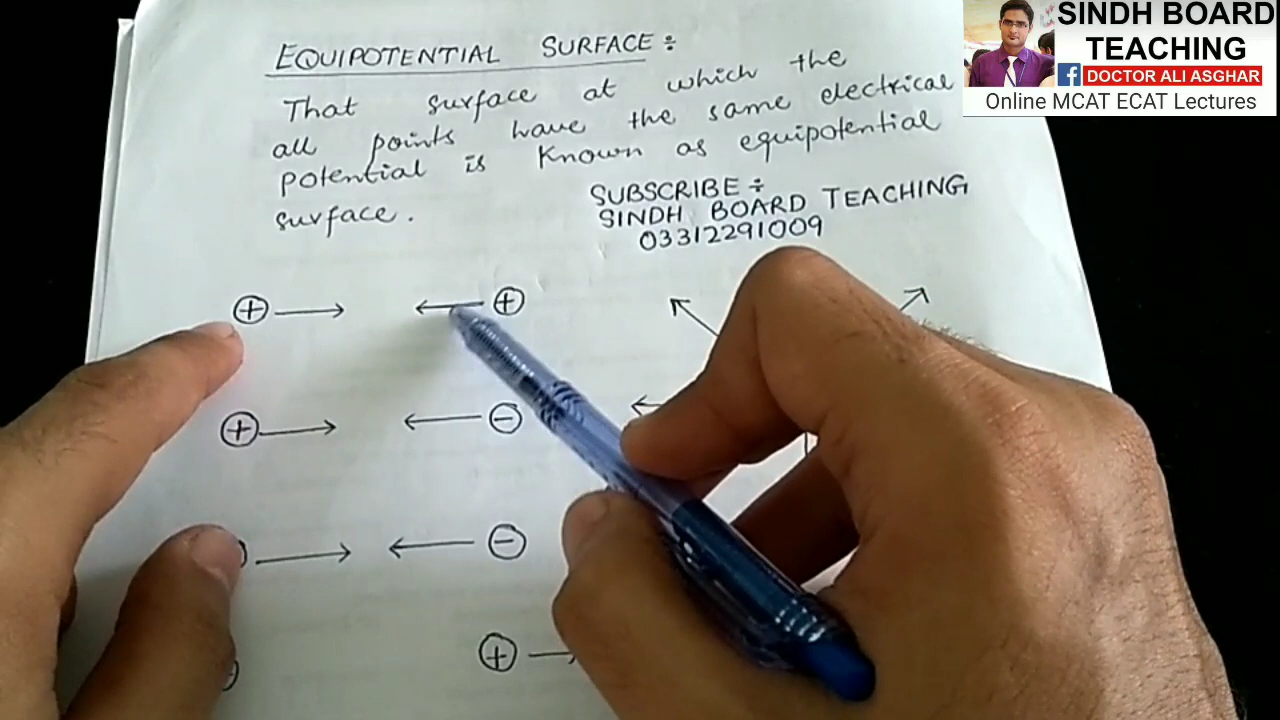 SINDH BOARD
TEACHING
DOCTOR ALI ASGHAR
Online MCAT ECAT Lectures
EQUIPOTENTIAL SURFACE ÷
That surface at which the
all points have the same electrical
potential is known as equipotential
surface.
SUBSCRIBE ÷
SINDH BOARD TEACHING
03312291009
+ → ← +
+ → ← −
→ ← −
+ →